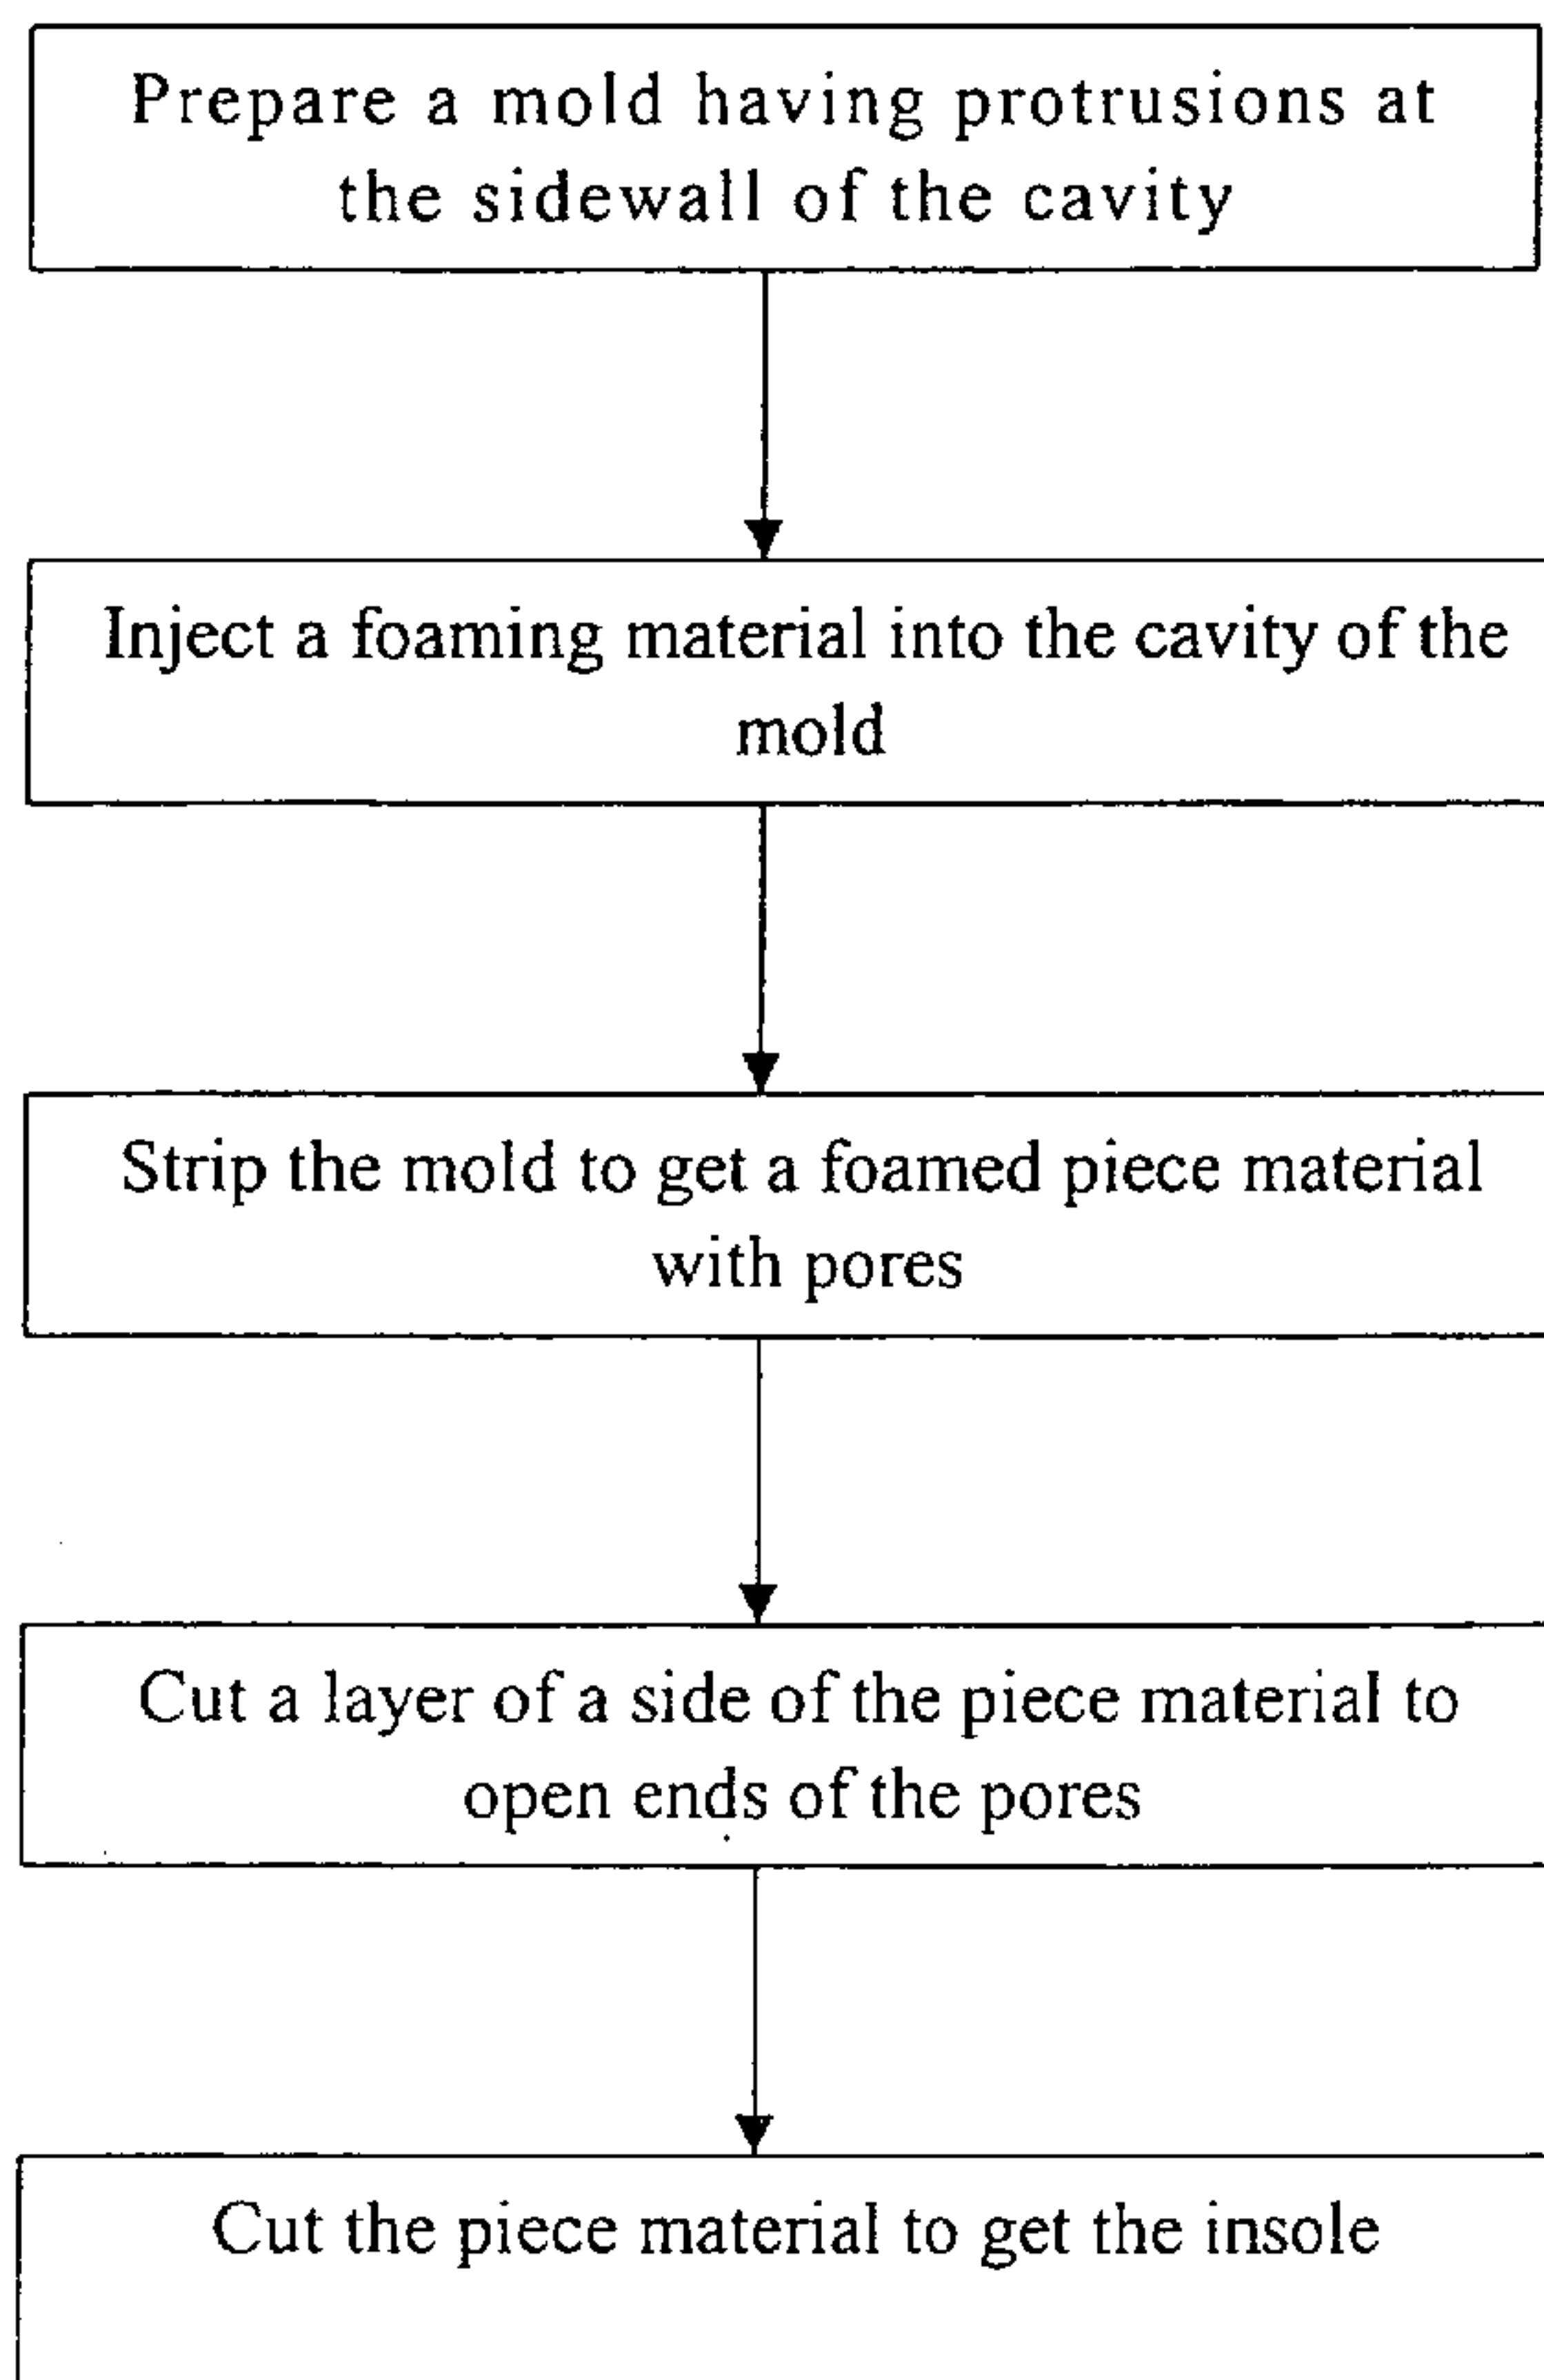 Prepare a mold having protrusions at
the sidewall of the cavity
Inject a foaming material into the cavity of the
mold
Strip the mold to get a foamed piece material
with pores
Cut a layer of a side of the piece material to
open ends of the pores
Cut the piece material to get the insole